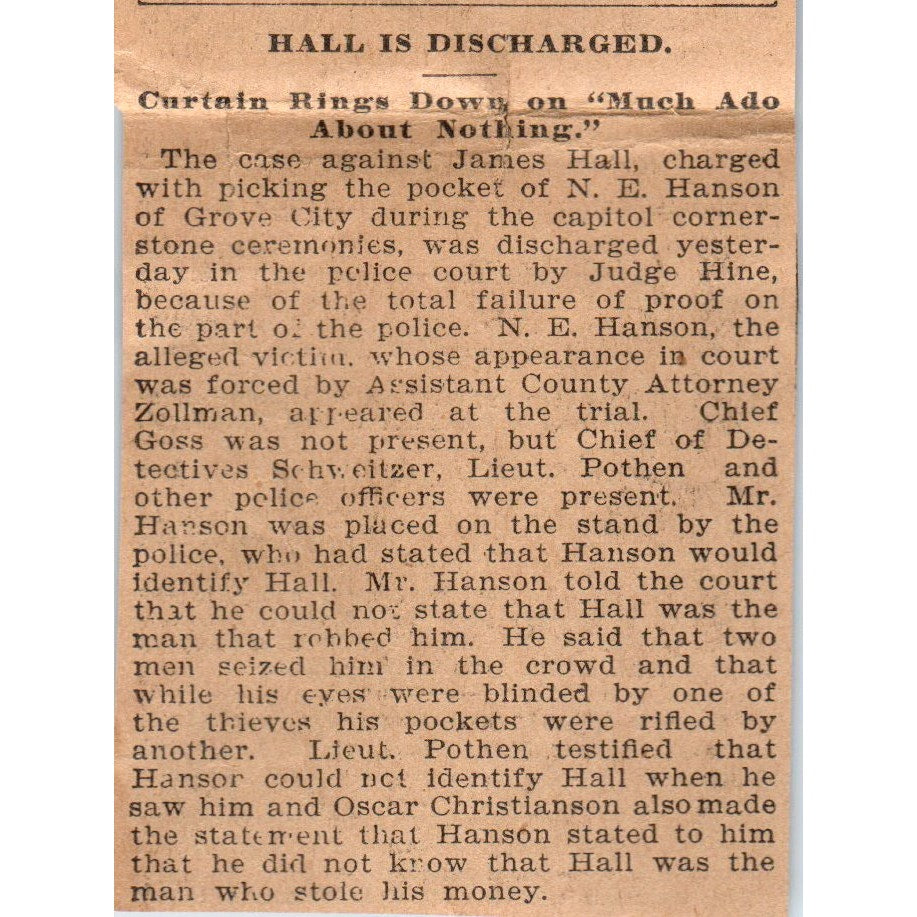 HALL IS DISCHARGED.
Curtain Rings Down on "Much Ado
About Nothing."
The case against James Hall, charged
with picking the pocket of N. E. Hanson
of Grove City during the capitol corner-
stone ceremonies, was discharged yester-
day in the police court by Judge Hine,
because of the total failure of proof on
the part of the police. N. E. Hanson, the
alleged victim, whose appearance in court
was forced by Assistant County Attorney
Zollman, appeared at the trial. Chief
Goss was not present, but Chief of De-
tectives Schweitzer, Lieut. Pothen and
other police officers were present. Mr.
Hanson was placed on the stand by the
police, who had stated that Hanson would
identify Hall. Mr. Hanson told the court
that he could not state that Hall was the
man that robbed him. He said that two
men seized him in the crowd and that
while his eyes were blinded by one of
the thieves his pockets were rifled by
another. Lieut. Pothen testified that
Hanson could not identify Hall when he
saw him and Oscar Christianson also made
the statement that Hanson stated to him
that he did not know that Hall was the
man who stole his money.